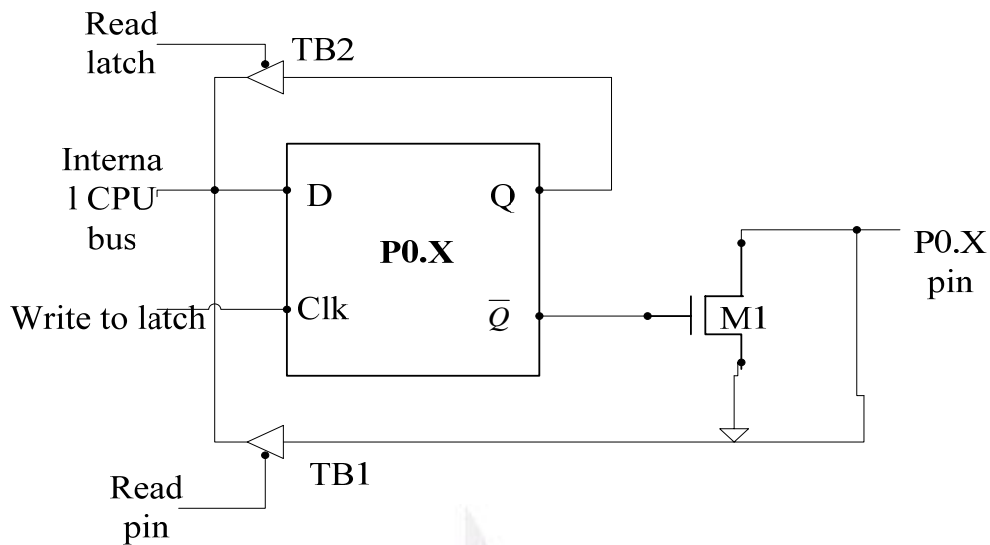 Read
latch
TB2
Interna
l CPU
bus
D
Q
P0.X
P0.X
pin
Write to latch
Clk
Q̅
M1
TB1
Read
pin